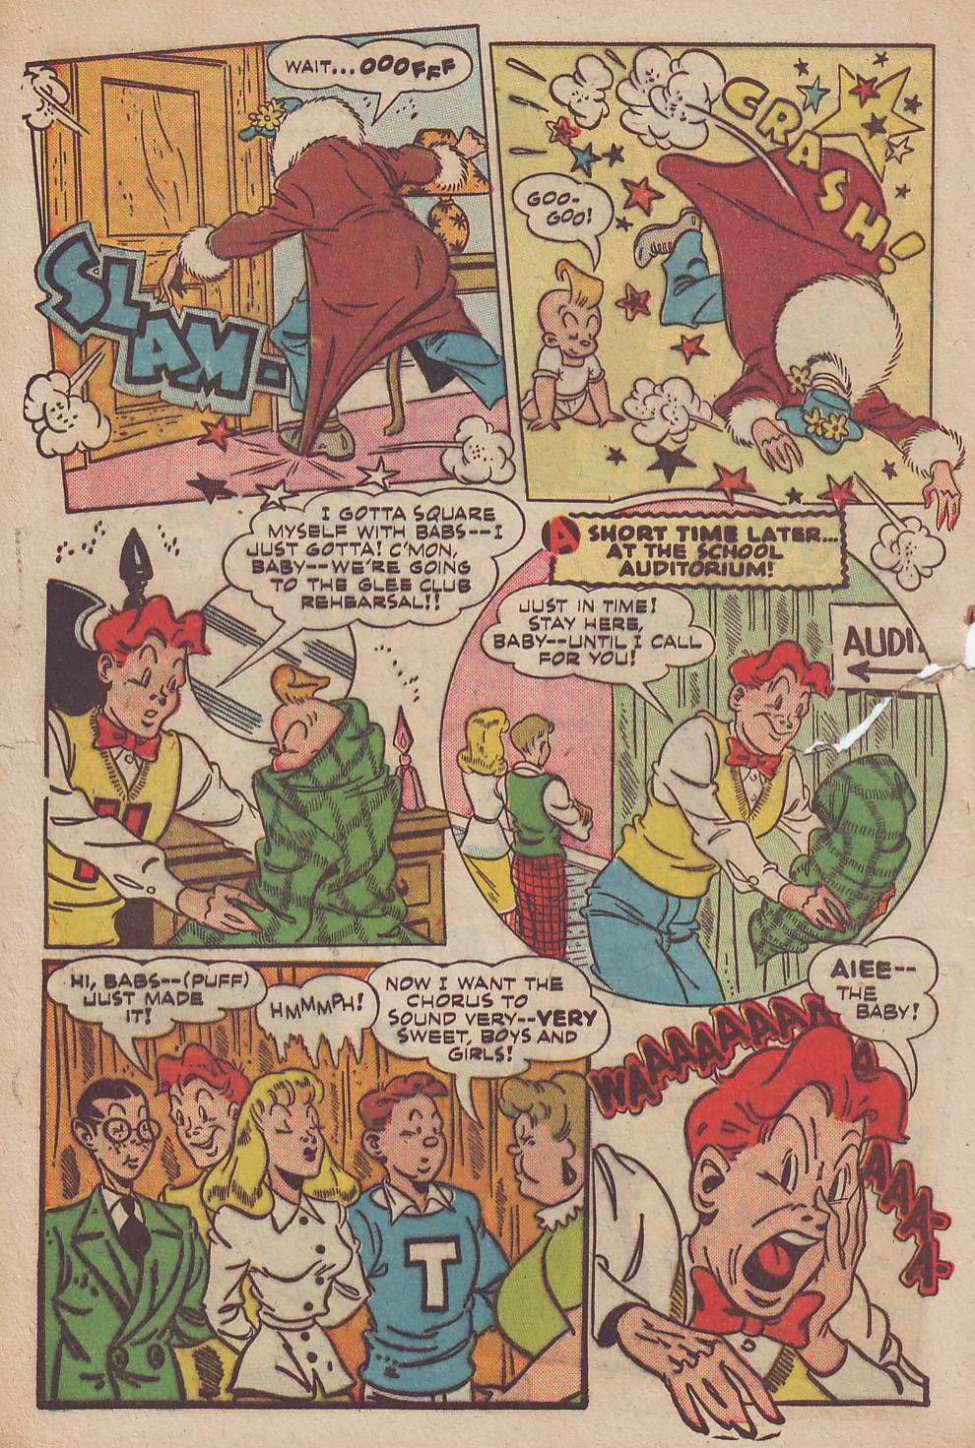 WAIT...OOOFFF
SLAM-
CRASH!
GOO-
GOO!
I GOTTA SQUARE
MYSELF WITH BABS--I
JUST GOTTA! C'MON,
BABY--WE'RE GOING
TO THE GLEE CLUB
REHEARSAL!!
A SHORT TIME LATER...
AT THE SCHOOL
AUDITORIUM!
JUST IN TIME!
STAY HERE,
BABY--UNTIL I CALL
FOR YOU!
AUDI.
HI, BABS--(PUFF)
JUST MADE
IT!
HMMMPH!
NOW I WANT THE
CHORUS TO
SOUND VERY--VERY
SWEET, BOYS AND
GIRLS!
T
AIEE--
THE
BABY!